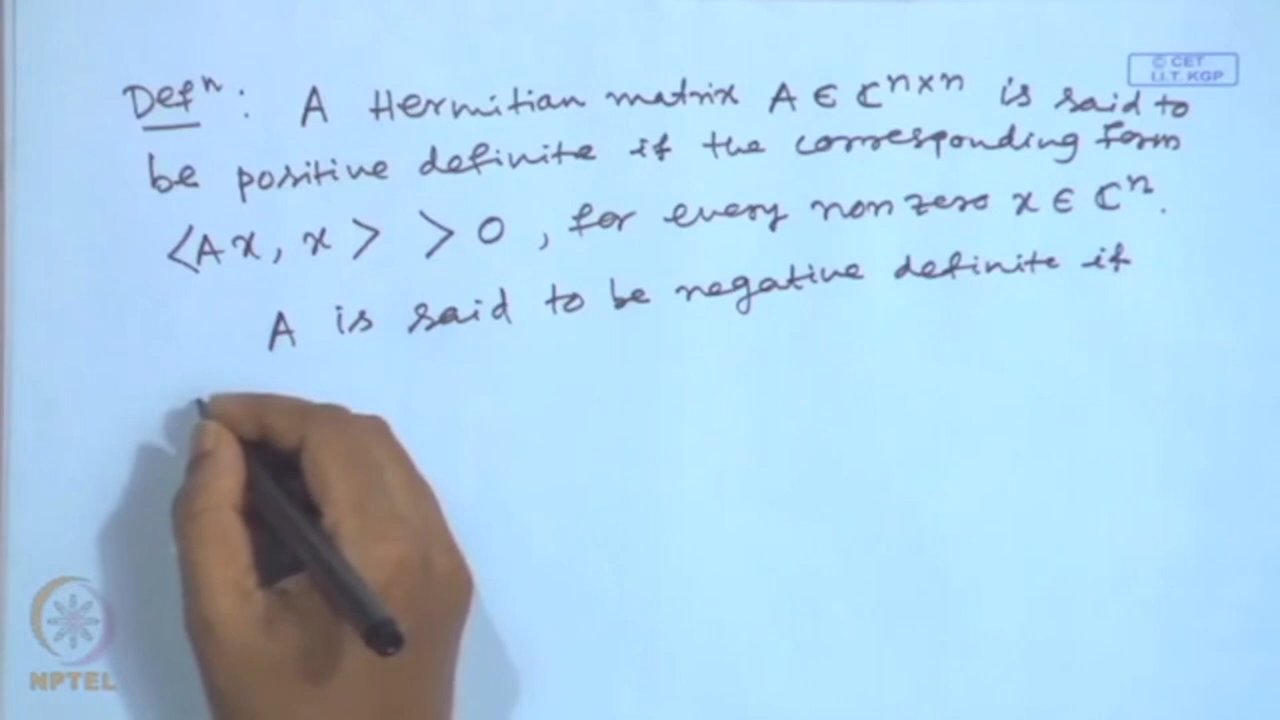 © CET
I.I.T. KGP
Defⁿ: A Hermitian matrix A ∈ ℂⁿˣⁿ is said to
be positive definite if the corresponding form
⟨Ax, x⟩ > 0, for every nonzero x ∈ ℂⁿ.
A is said to be negative definite if
NPTEL